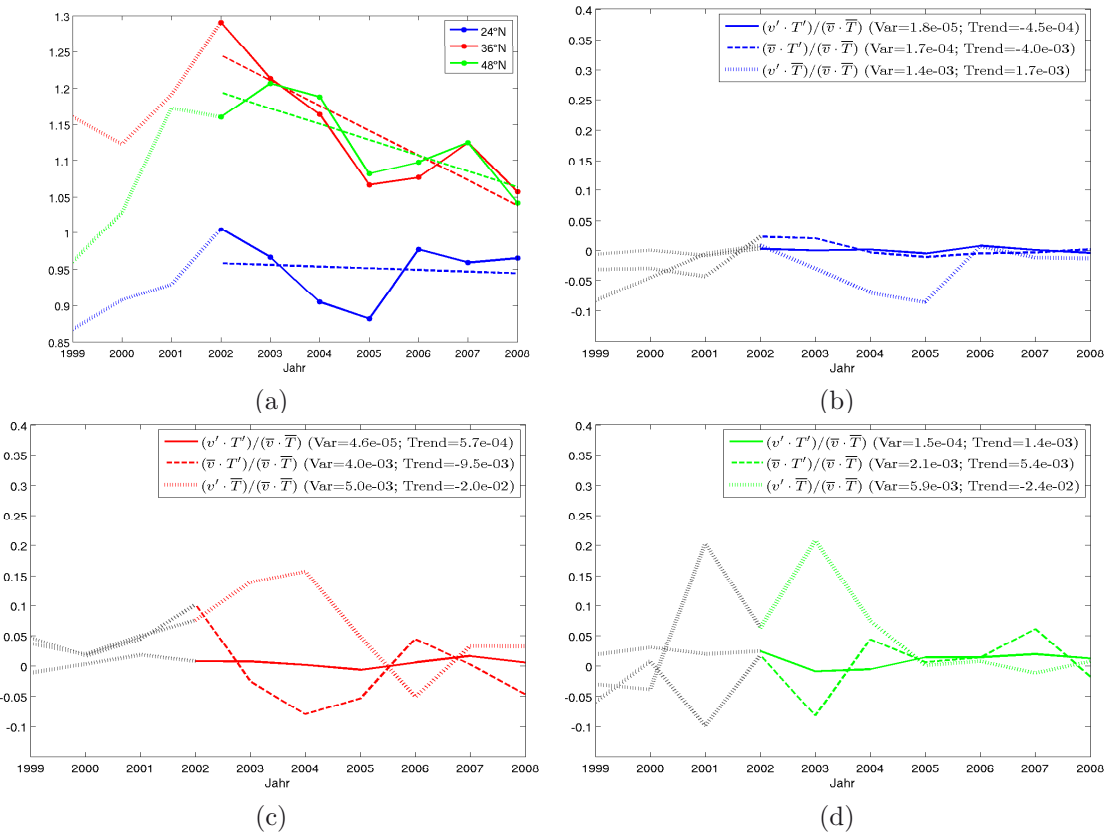 1.3
1.25
1.2
1.15
1.1
1.05
1
0.95
0.9
0.85
24°N
36°N
48°N
1999 2000 2001 2002 2003 2004 2005 2006 2007 2008
Jahr
(a)
0.4
0.35
0.3
0.25
0.2
0.15
0.1
0.05
0
-0.05
-0.1
(v′ · T′)/(v̅ · T̅) (Var=1.8e-05; Trend=-4.5e-04)
(v̅ · T′)/(v̅ · T̅) (Var=1.7e-04; Trend=-4.0e-03)
(v′ · T̅)/(v̅ · T̅) (Var=1.4e-03; Trend=1.7e-03)
1999 2000 2001 2002 2003 2004 2005 2006 2007 2008
Jahr
(b)
0.4
0.35
0.3
0.25
0.2
0.15
0.1
0.05
0
-0.05
-0.1
(v′ · T′)/(v̅ · T̅) (Var=4.6e-05; Trend=5.7e-04)
(v̅ · T′)/(v̅ · T̅) (Var=4.0e-03; Trend=-9.5e-03)
(v′ · T̅)/(v̅ · T̅) (Var=5.0e-03; Trend=-2.0e-02)
1999 2000 2001 2002 2003 2004 2005 2006 2007 2008
Jahr
(c)
0.4
0.35
0.3
0.25
0.2
0.15
0.1
0.05
0
-0.05
-0.1
(v′ · T′)/(v̅ · T̅) (Var=1.5e-04; Trend=1.4e-03)
(v̅ · T′)/(v̅ · T̅) (Var=2.1e-03; Trend=5.4e-03)
(v′ · T̅)/(v̅ · T̅) (Var=5.9e-03; Trend=-2.4e-02)
1999 2000 2001 2002 2003 2004 2005 2006 2007 2008
Jahr
(d)